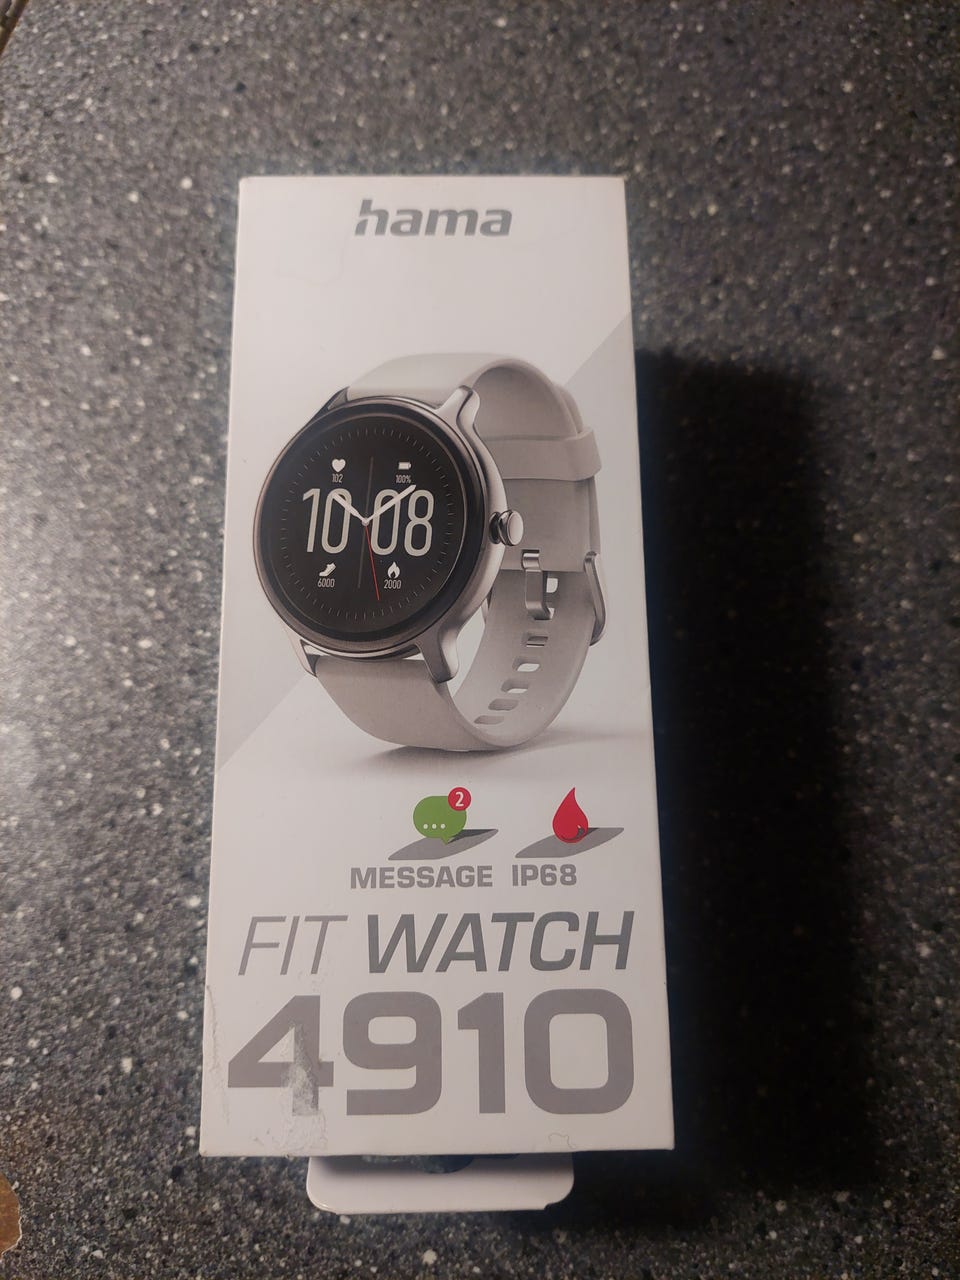 hama
102 100%
10 08
6000 2000
2
MESSAGE IP68
FIT WATCH
4910